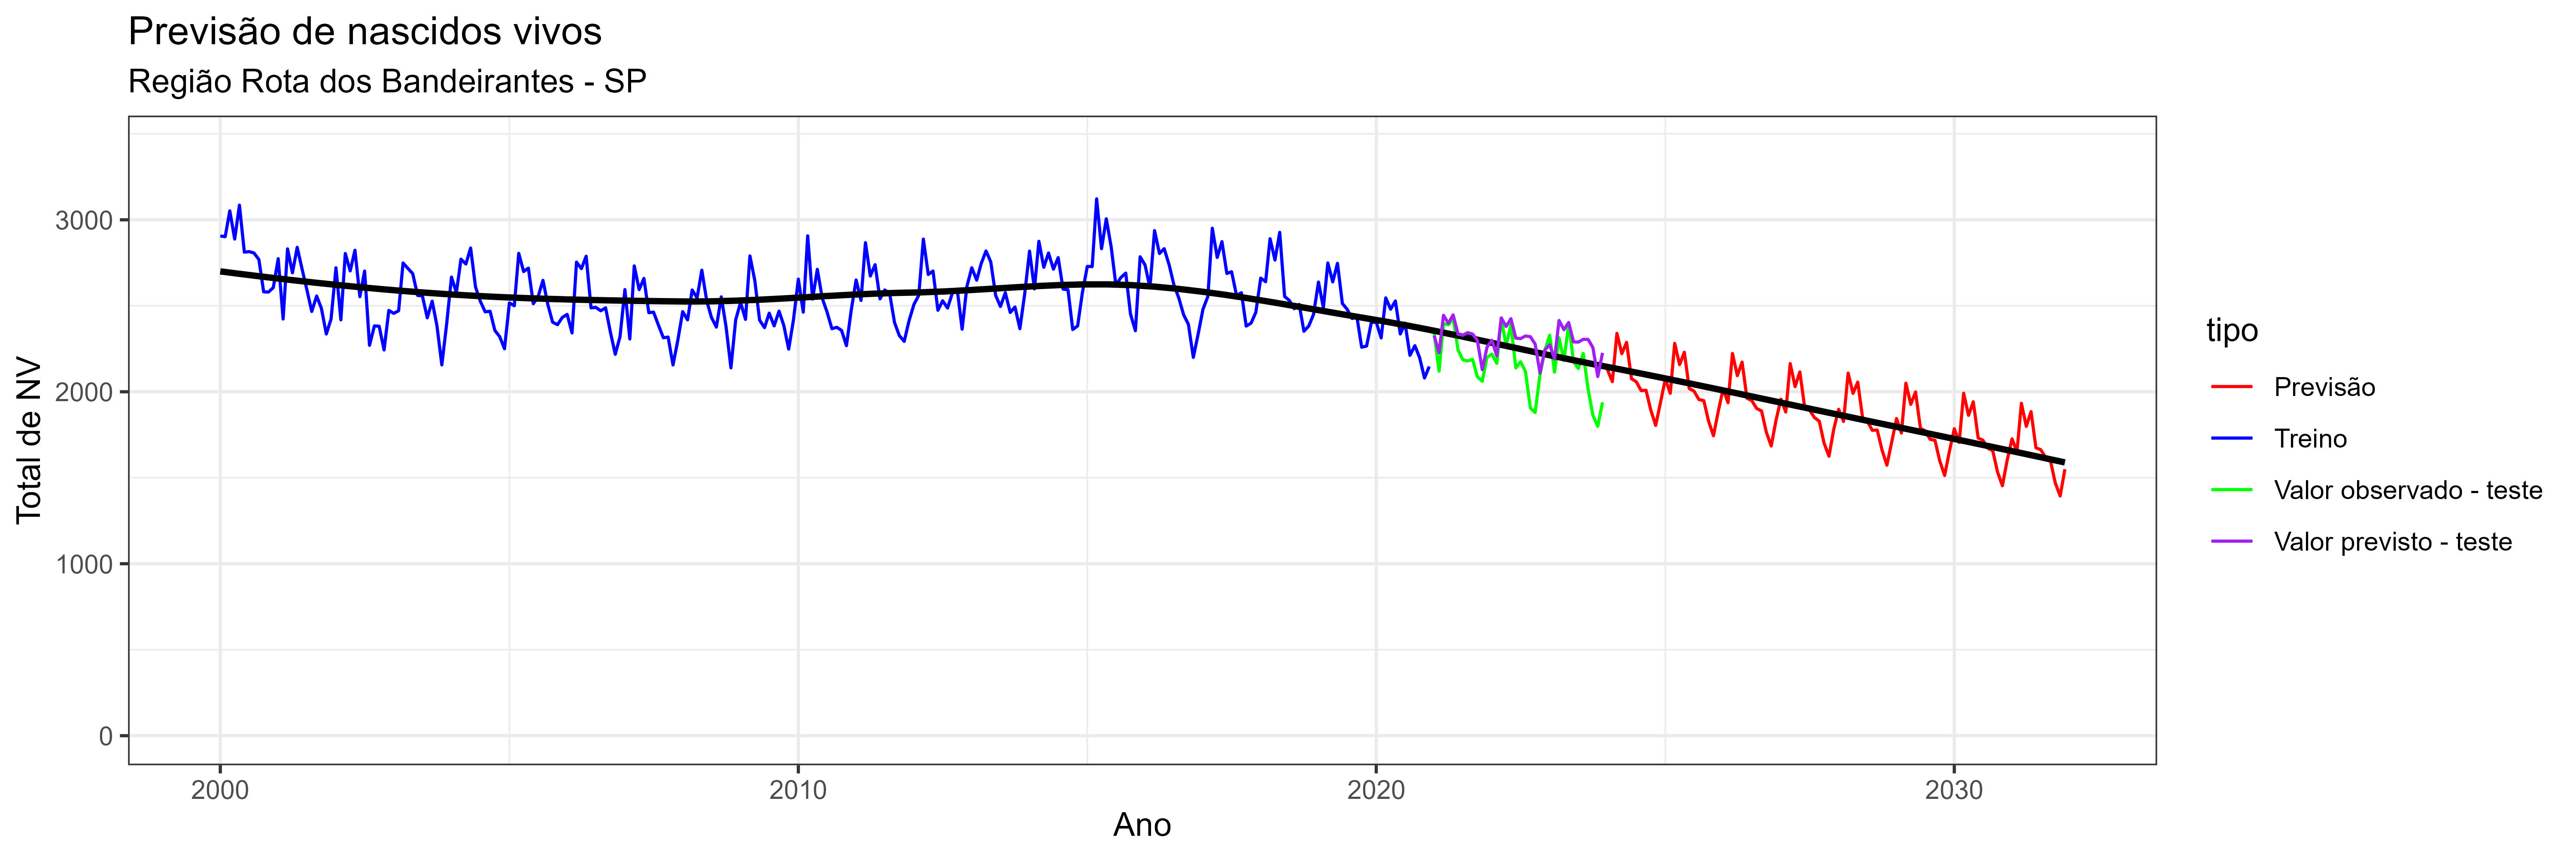 Previsão de nascidos vivos
Região Rota dos Bandeirantes - SP
Total de NV
3000
2000
1000
0
2000
2010
2020
2030
Ano
tipo
Previsão
Treino
Valor observado - teste
Valor previsto - teste